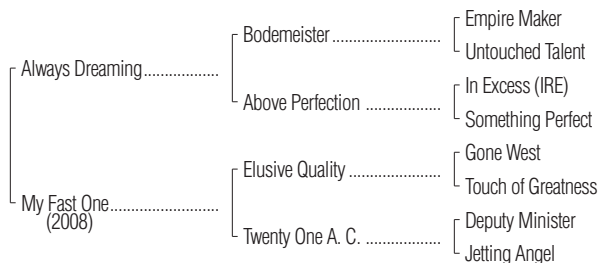 Empire Maker
Bodemeister..........................
Untouched Talent
Always Dreaming..................
In Excess (IRE)
Above Perfection ..................
Something Perfect
Gone West
Elusive Quality ......................
Touch of Greatness
My Fast One..........................
(2008)
Deputy Minister
Twenty One A. C. ..................
Jetting Angel